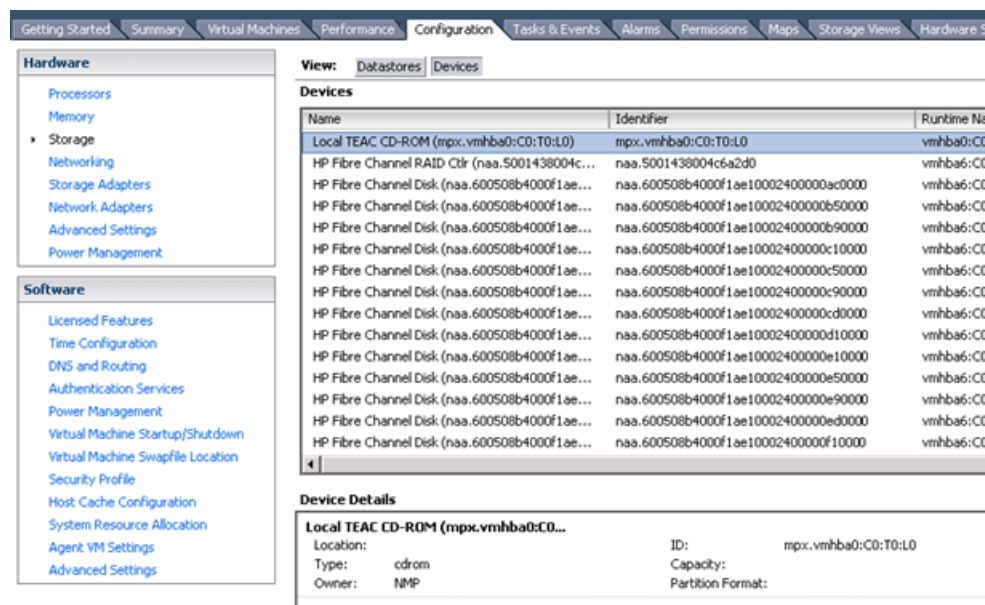 Getting Started Summary Virtual Machines Performance Configuration Tasks & Events Alarms Permissions Maps Storage Views Hardware S
Hardware
Processors
Memory
Storage
Networking
Storage Adapters
Network Adapters
Advanced Settings
Power Management
Software
Licensed Features
Time Configuration
DNS and Routing
Authentication Services
Power Management
Virtual Machine Startup/Shutdown
Virtual Machine Swapfile Location
Security Profile
Host Cache Configuration
System Resource Allocation
Agent VM Settings
Advanced Settings
View: Datastores Devices
Devices
Name Identifier Runtime Na
Local TEAC CD-ROM (mpx.vmhba0:C0:T0:L0) mpx.vmhba0:C0:T0:L0 vmhba0:C0
HP Fibre Channel RAID Ctlr (naa.5001438004c... naa.5001438004c6a2d0 vmhba6:C0
HP Fibre Channel Disk (naa.600508b4000f1ae... naa.600508b4000f1ae10002400000ac0000 vmhba6:C0
HP Fibre Channel Disk (naa.600508b4000f1ae... naa.600508b4000f1ae10002400000b50000 vmhba6:C0
HP Fibre Channel Disk (naa.600508b4000f1ae... naa.600508b4000f1ae10002400000b90000 vmhba6:C0
HP Fibre Channel Disk (naa.600508b4000f1ae... naa.600508b4000f1ae10002400000c10000 vmhba6:C0
HP Fibre Channel Disk (naa.600508b4000f1ae... naa.600508b4000f1ae10002400000c50000 vmhba6:C0
HP Fibre Channel Disk (naa.600508b4000f1ae... naa.600508b4000f1ae10002400000c90000 vmhba6:C0
HP Fibre Channel Disk (naa.600508b4000f1ae... naa.600508b4000f1ae10002400000cd0000 vmhba6:C0
HP Fibre Channel Disk (naa.600508b4000f1ae... naa.600508b4000f1ae10002400000d10000 vmhba6:C0
HP Fibre Channel Disk (naa.600508b4000f1ae... naa.600508b4000f1ae10002400000e10000 vmhba6:C0
HP Fibre Channel Disk (naa.600508b4000f1ae... naa.600508b4000f1ae10002400000e50000 vmhba6:C0
HP Fibre Channel Disk (naa.600508b4000f1ae... naa.600508b4000f1ae10002400000e90000 vmhba6:C0
HP Fibre Channel Disk (naa.600508b4000f1ae... naa.600508b4000f1ae10002400000ed0000 vmhba6:C0
HP Fibre Channel Disk (naa.600508b4000f1ae... naa.600508b4000f1ae10002400000f10000 vmhba6:C0
Device Details
Local TEAC CD-ROM (mpx.vmhba0:C0...
Location: ID: mpx.vmhba0:C0:T0:L0
Type: cdrom Capacity:
Owner: NMP Partition Format: